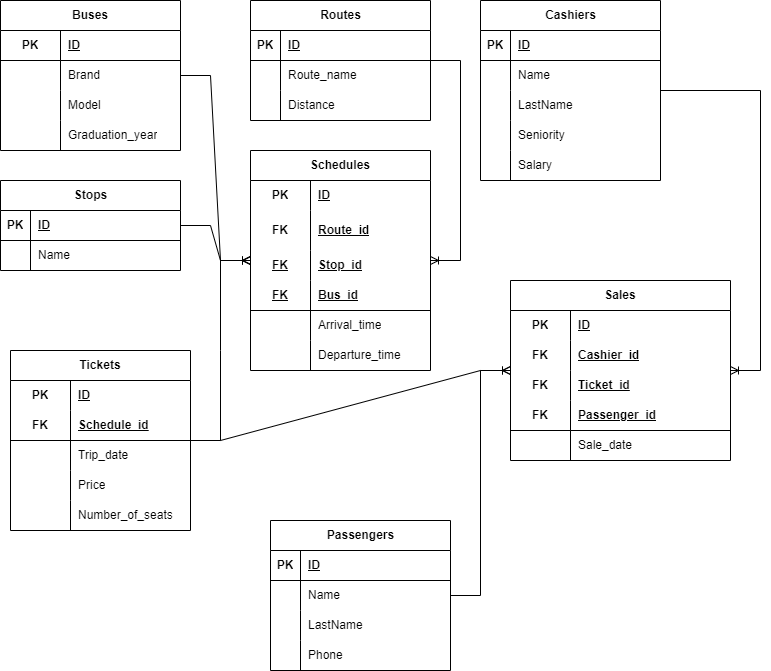 Buses
PK ID
Brand
Model
Graduation_year
Routes
PK ID
Route_name
Distance
Cashiers
PK ID
Name
LastName
Seniority
Salary
Stops
PK ID
Name
Schedules
PK ID
FK Route_id
FK Stop_id
FK Bus_id
Arrival_time
Departure_time
Sales
PK ID
FK Cashier_id
FK Ticket_id
FK Passenger_id
Sale_date
Tickets
PK ID
FK Schedule_id
Trip_date
Price
Number_of_seats
Passengers
PK ID
Name
LastName
Phone